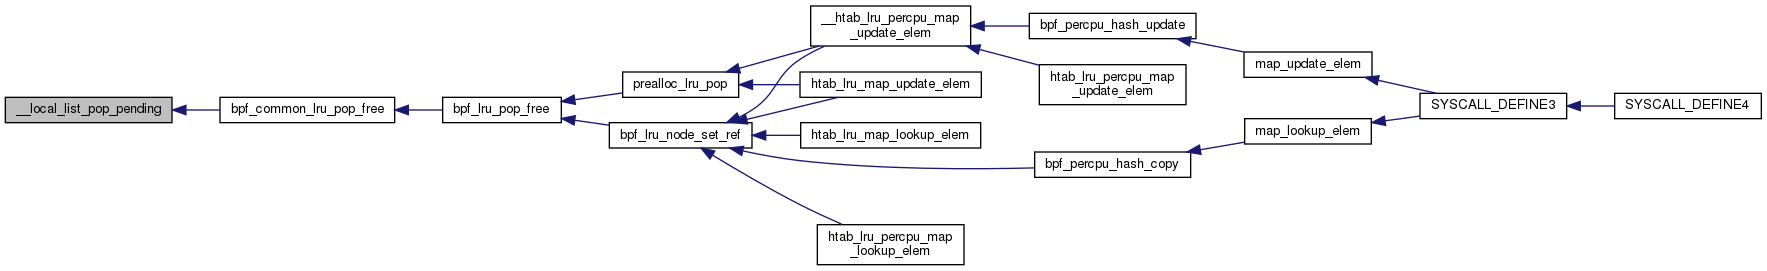 __local_list_pop_pending
bpf_common_lru_pop_free
bpf_lru_pop_free
prealloc_lru_pop
bpf_lru_node_set_ref
__htab_lru_percpu_map
_update_elem
htab_lru_map_update_elem
htab_lru_map_lookup_elem
htab_lru_percpu_map
_lookup_elem
bpf_percpu_hash_update
htab_lru_percpu_map
_update_elem
bpf_percpu_hash_copy
map_update_elem
map_lookup_elem
SYSCALL_DEFINE3
SYSCALL_DEFINE4